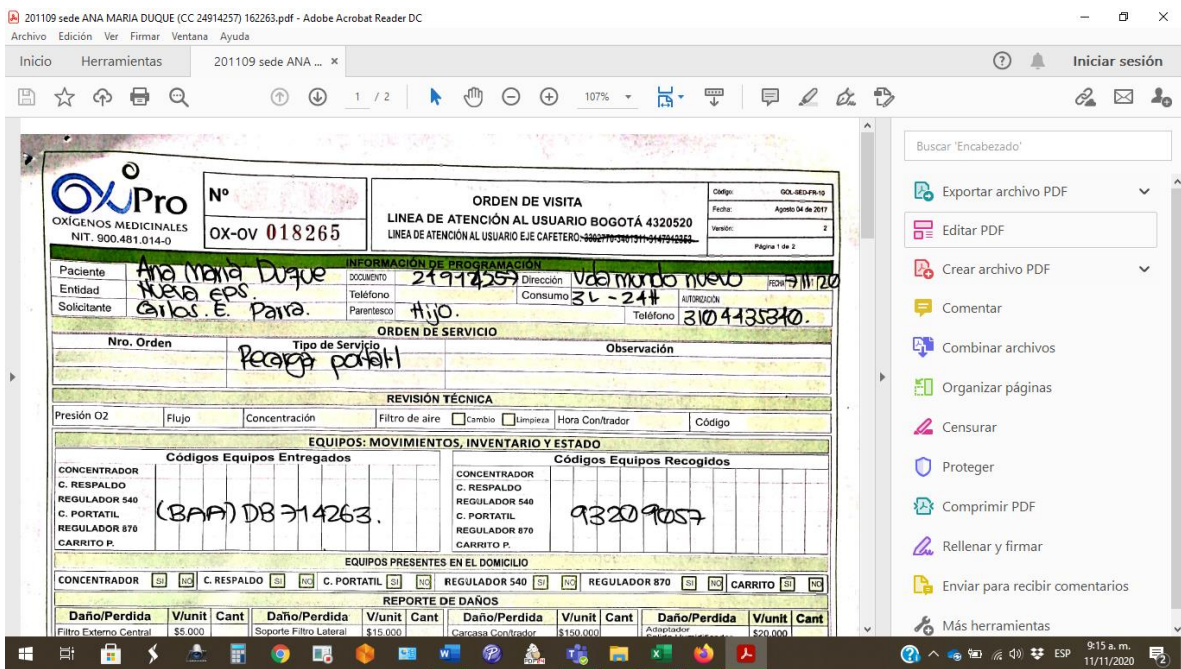 201109 sede ANA MARIA DUQUE (CC 24914257) 162263.pdf - Adobe Acrobat Reader DC
Archivo Edición Ver Firmar Ventana Ayuda
Inicio Herramientas 201109 sede ANA ... × Iniciar sesión
1 / 2 107%
Buscar 'Encabezado'
Exportar archivo PDF
Editar PDF
Crear archivo PDF
Comentar
Combinar archivos
Organizar páginas
Censurar
Proteger
Comprimir PDF
Rellenar y firmar
Enviar para recibir comentarios
Más herramientas
OXYPro
OXÍGENOS MEDICINALES
NIT. 900.481.014-0
Nº
OX-OV 018265
ORDEN DE VISITA
LINEA DE ATENCIÓN AL USUARIO BOGOTÁ 4320520
LINEA DE ATENCIÓN AL USUARIO EJE CAFETERO:
Código: GOL-SED-FR-10
Fecha: Agosto 04 de 2017
Versión: 2
Página 1 de 2
INFORMACIÓN DE PROGRAMACIÓN
Paciente Ana Maria Duque DOCUMENTO 24914257 Dirección Vda mundo nuevo FECHA 7 11 20
Entidad Nueva eps. Teléfono Consumo 3L - 24H AUTORIZACIÓN
Solicitante Carlos. E. Parra. Parentesco Hijo. Teléfono 3104435340.
ORDEN DE SERVICIO
Nro. Orden Tipo de Servicio Observación
Recarga portatil
REVISIÓN TÉCNICA
Presión O2 Flujo Concentración Filtro de aire Cambio Limpieza Hora Con/trador Código
EQUIPOS: MOVIMIENTOS, INVENTARIO Y ESTADO
Códigos Equipos Entregados Códigos Equipos Recogidos
CONCENTRADOR CONCENTRADOR
C. RESPALDO C. RESPALDO
REGULADOR 540 REGULADOR 540
C. PORTATIL (BAA) DB714263. C. PORTATIL 93209057
REGULADOR 870 REGULADOR 870
CARRITO P. CARRITO P.
EQUIPOS PRESENTES EN EL DOMICILIO
CONCENTRADOR SI NO C. RESPALDO SI NO C. PORTATIL SI NO REGULADOR 540 SI NO REGULADOR 870 SI NO CARRITO SI NO
REPORTE DE DAÑOS
Daño/Perdida V/unit Cant Daño/Perdida V/unit Cant Daño/Perdida V/unit Cant Daño/Perdida V/unit Cant
Filtro Externo Central $5.000 Soporte Filtro Lateral $15.000 Carcasa Con/trador $150.000 Adaptador $20.000
ESP 9:15 a. m.
11/11/2020